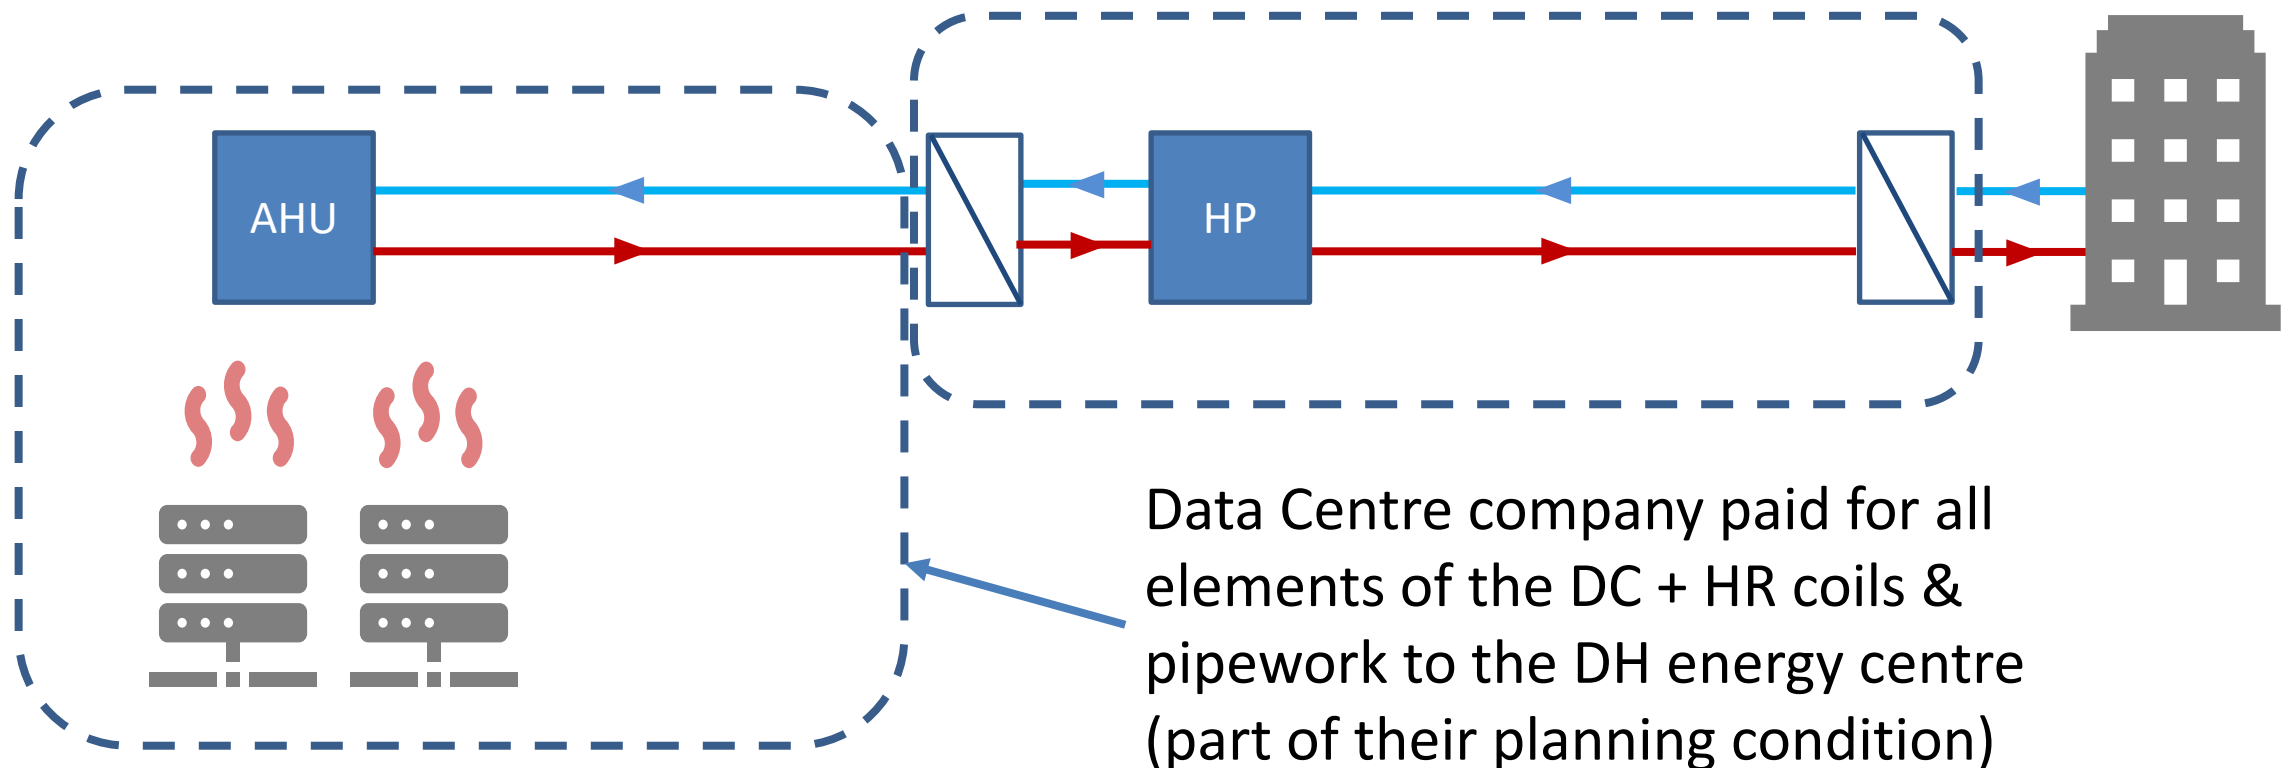 AHU
HP
Data Centre company paid for all
elements of the DC + HR coils &
pipework to the DH energy centre
(part of their planning condition)